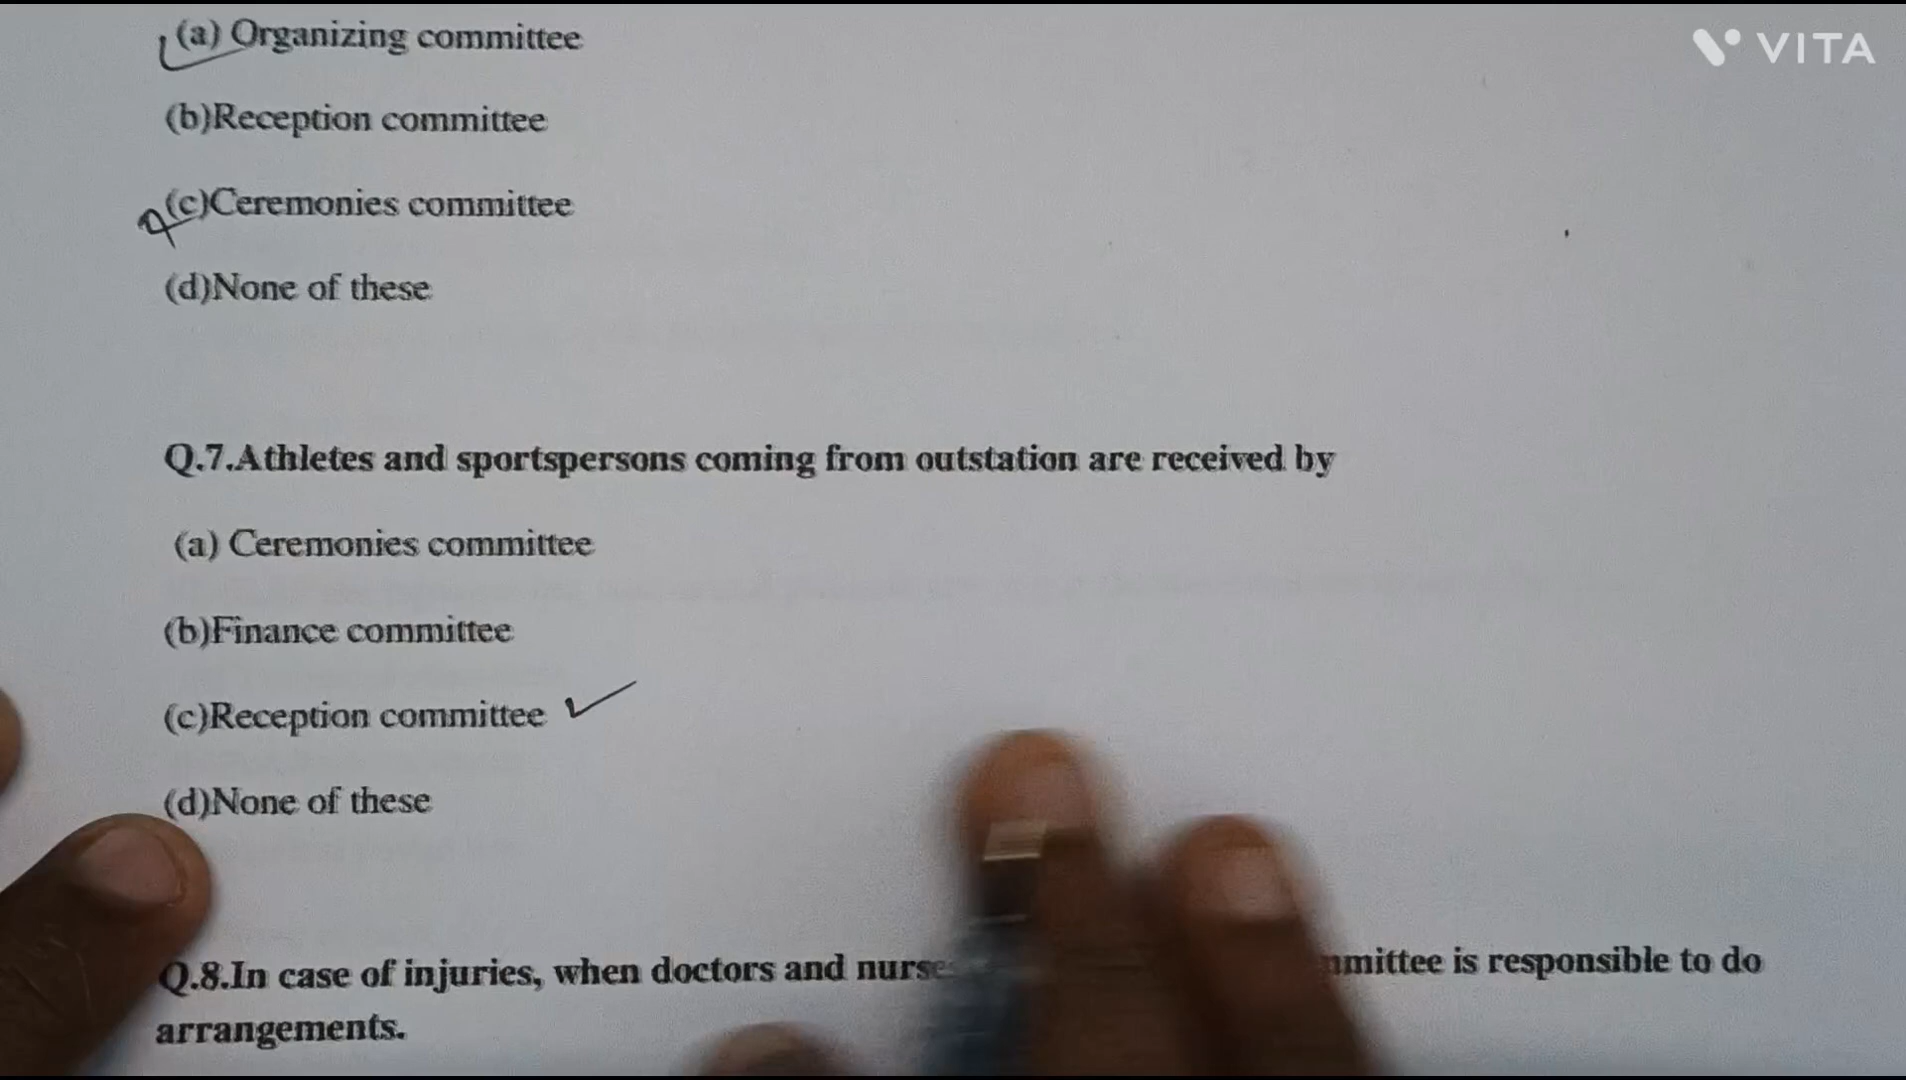 (a) Organizing committee
VITA
(b)Reception committee
(c)Ceremonies committee
(d)None of these
Q.7.Athletes and sportspersons coming from outstation are received by
(a) Ceremonies committee
(b)Finance committee
(c)Reception committee
(d)None of these
Q.8.In case of injuries, when doctors and is responsible to do
arrangements.